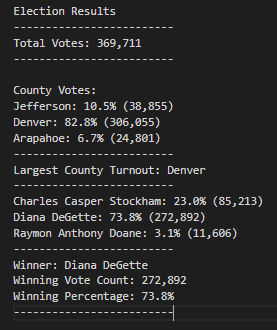 Election Results
-------------------------
Total Votes: 369,711
-------------------------

County Votes:
Jefferson: 10.5% (38,855)
Denver: 82.8% (306,055)
Arapahoe: 6.7% (24,801)
-------------------------
Largest County Turnout: Denver
-------------------------
Charles Casper Stockham: 23.0% (85,213)
Diana DeGette: 73.8% (272,892)
Raymon Anthony Doane: 3.1% (11,606)
-------------------------
Winner: Diana DeGette
Winning Vote Count: 272,892
Winning Percentage: 73.8%
-------------------------